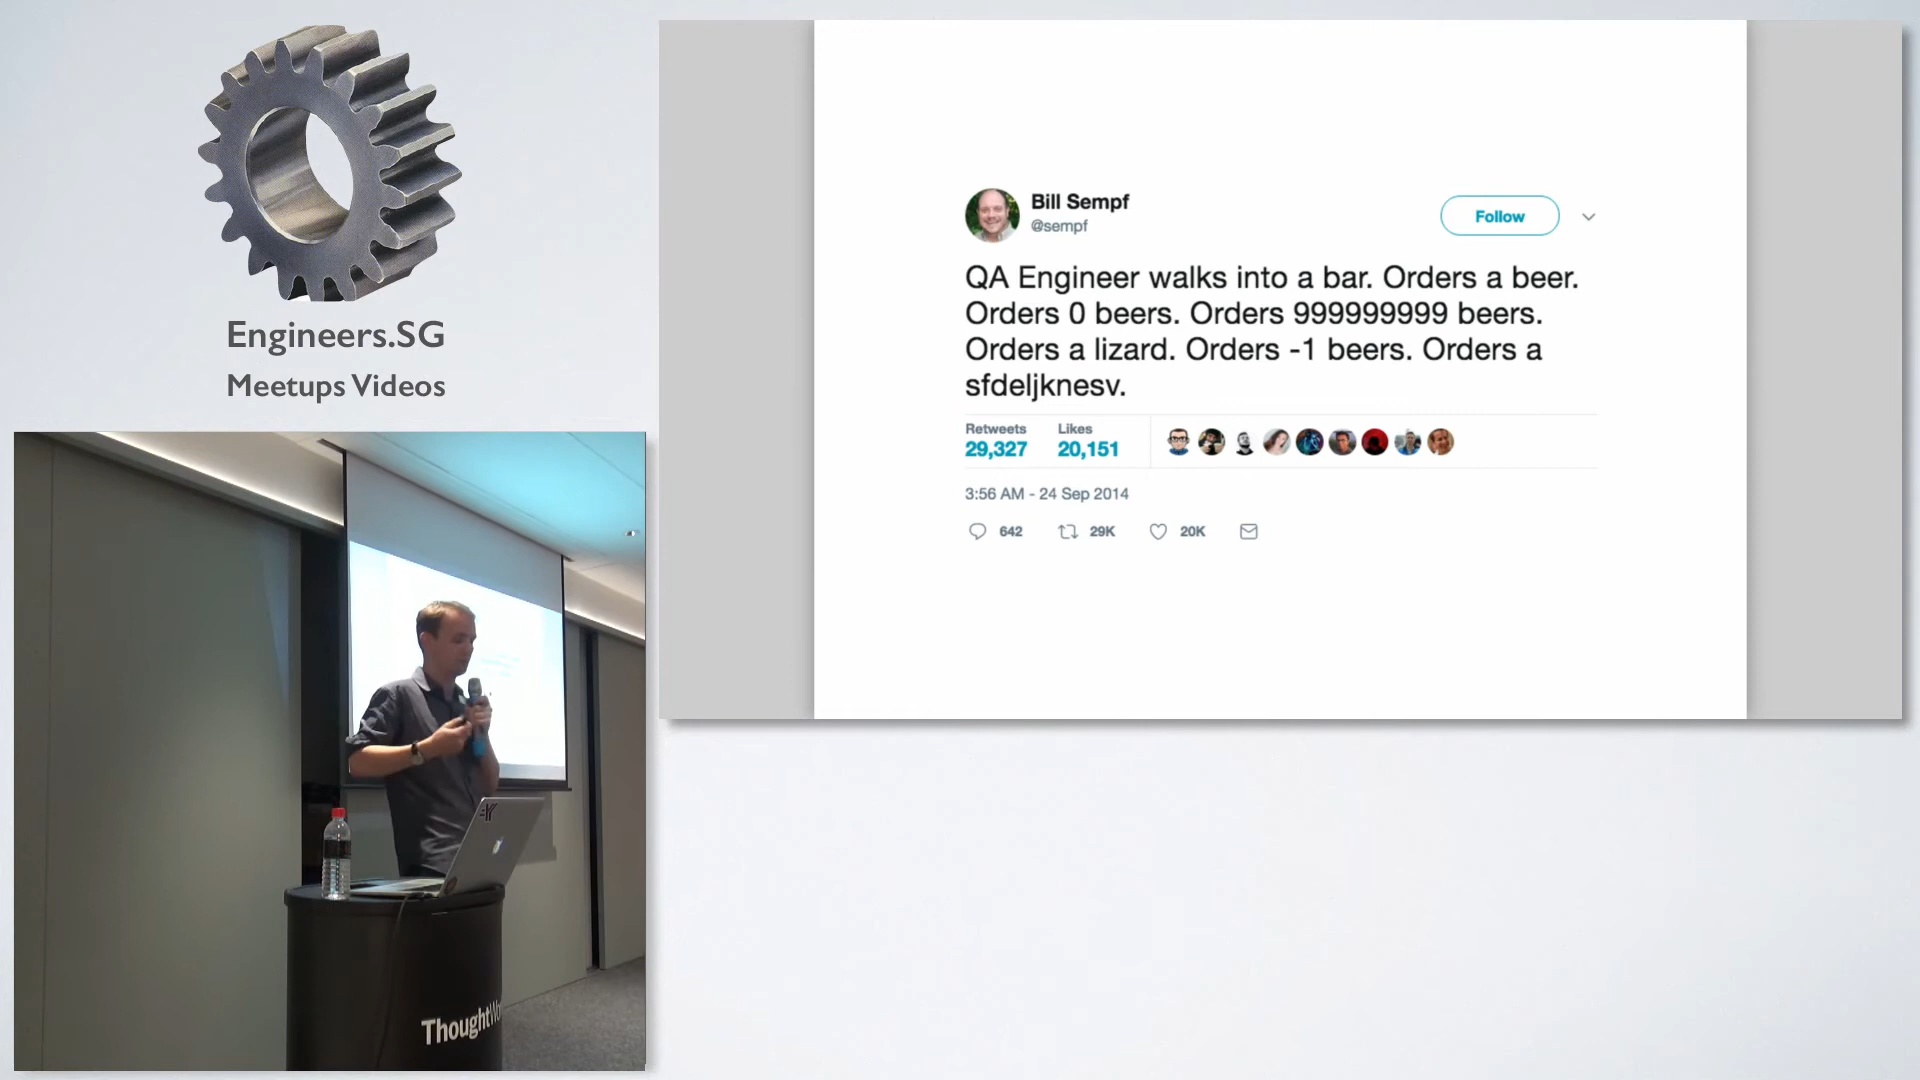 Engineers.SG
Meetups Videos
Bill Sempf
@sempf
Follow
QA Engineer walks into a bar. Orders a beer.
Orders 0 beers. Orders 999999999 beers.
Orders a lizard. Orders -1 beers. Orders a
sfdeljknesv.
Retweets
Likes
29,327
20,151
3:56 AM - 24 Sep 2014
642
29K
20K
ThoughtWo